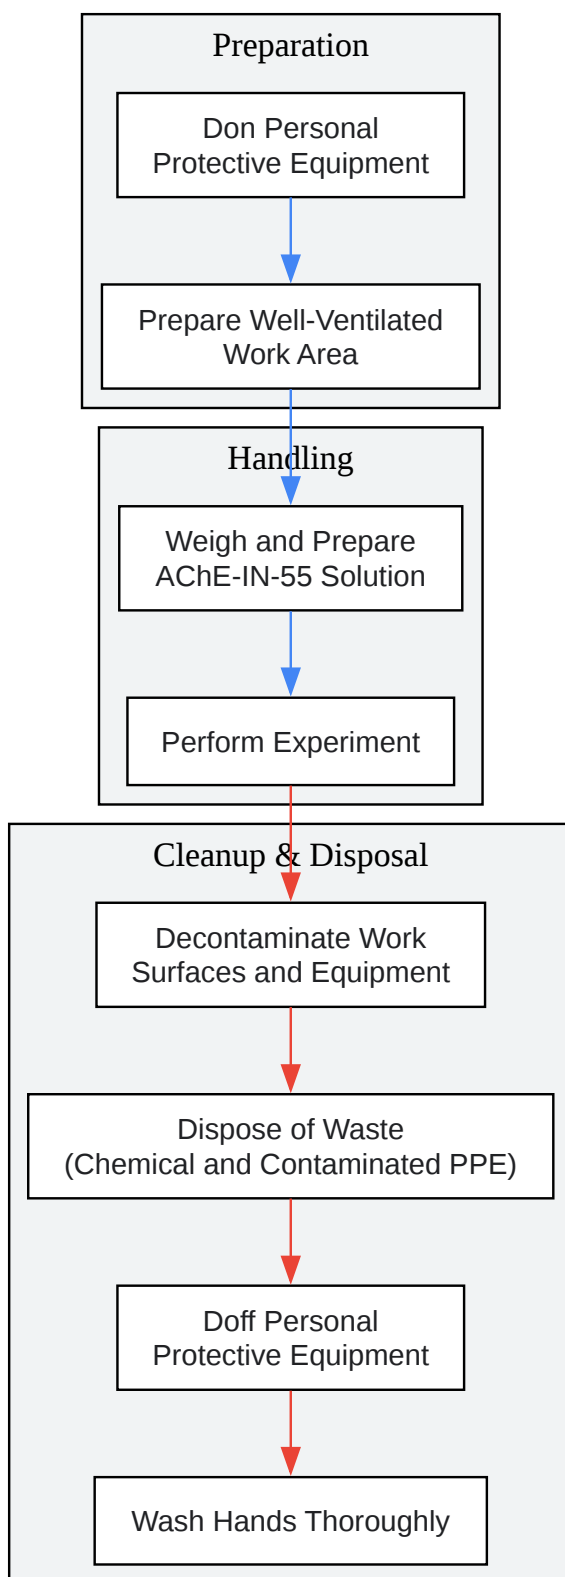 Preparation
Don Personal
Protective Equipment
Prepare Well-Ventilated
Work Area
Handling
Weigh and Prepare
AChE-IN-55 Solution
Perform Experiment
Cleanup & Disposal
Decontaminate Work
Surfaces and Equipment
Dispose of Waste
(Chemical and Contaminated PPE)
Doff Personal
Protective Equipment
Wash Hands Thoroughly